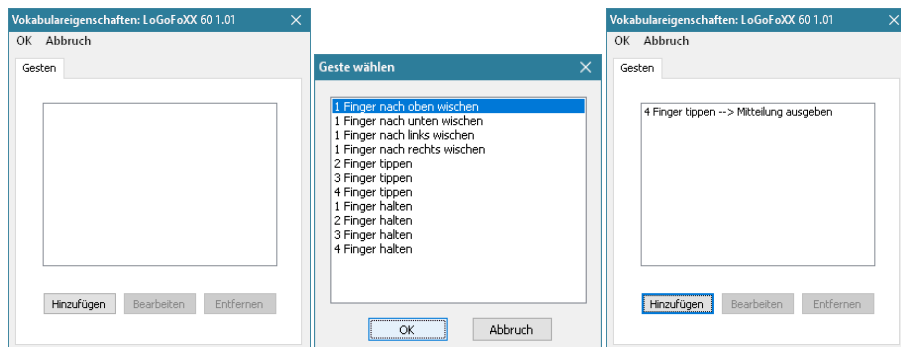 Vokabulareigenschaften: LoGoFoXX 60 1.01
OK Abbruch
Gesten
Hinzufügen Bearbeiten Entfernen
Geste wählen
1 Finger nach oben wischen
1 Finger nach unten wischen
1 Finger nach links wischen
1 Finger nach rechts wischen
2 Finger tippen
3 Finger tippen
4 Finger tippen
1 Finger halten
2 Finger halten
3 Finger halten
4 Finger halten
OK Abbruch
Vokabulareigenschaften: LoGoFoXX 60 1.01
OK Abbruch
Gesten
4 Finger tippen --> Mitteilung ausgeben
Hinzufügen Bearbeiten Entfernen